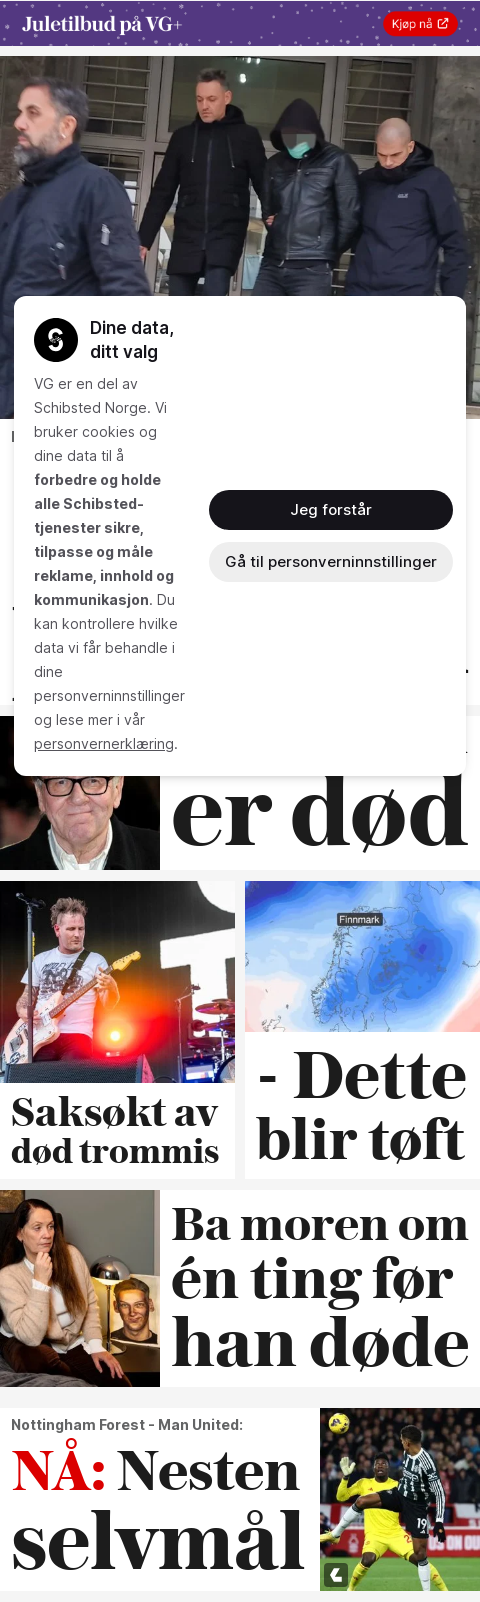 Juletilbud på VG+
Kjøp nå
Dine data,
ditt valg
VG er en del av
Schibsted Norge. Vi
bruker cookies og
dine data til å
forbedre og holde
alle Schibsted-
tjenester sikre,
tilpasse og måle
reklame, innhold og
kommunikasjon. Du
kan kontrollere hvilke
data vi får behandle i
dine
personverninnstillinger
og lese mer i vår
personvernerklæring.
Jeg forstår
Gå til personverninnstillinger
er død
Finnmark
Saksøkt av
død trommis
- Dette
blir tøft
Ba moren om
én ting før
han døde
Nottingham Forest - Man United:
NÅ: Nesten
selvmål
19